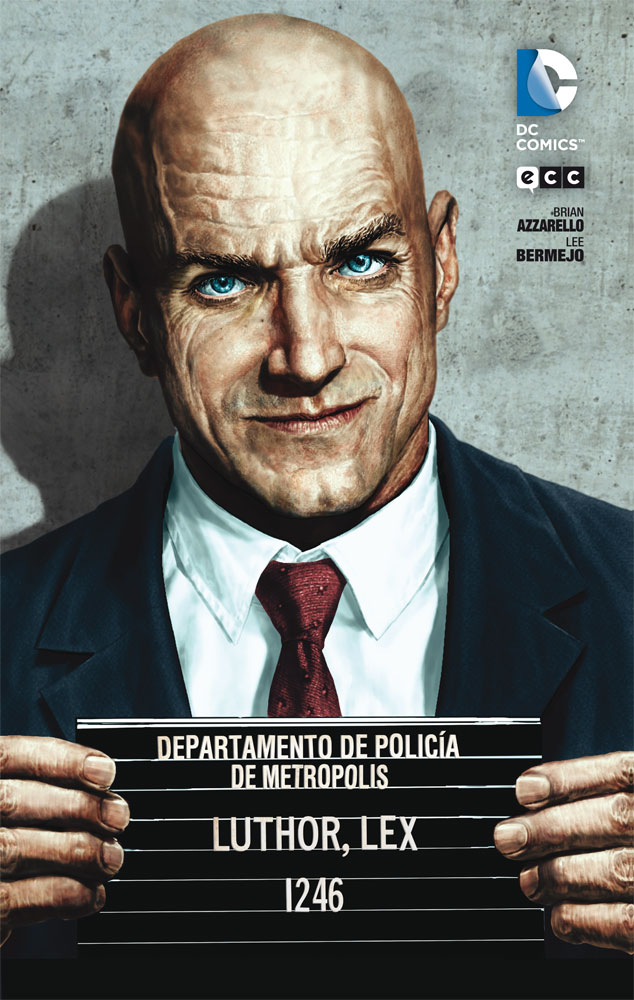 DC
COMICS™
ecc
BRIAN
AZZARELLO
LEE
BERMEJO
DEPARTAMENTO DE POLICÍA
DE METROPOLIS
LUTHOR, LEX
1246